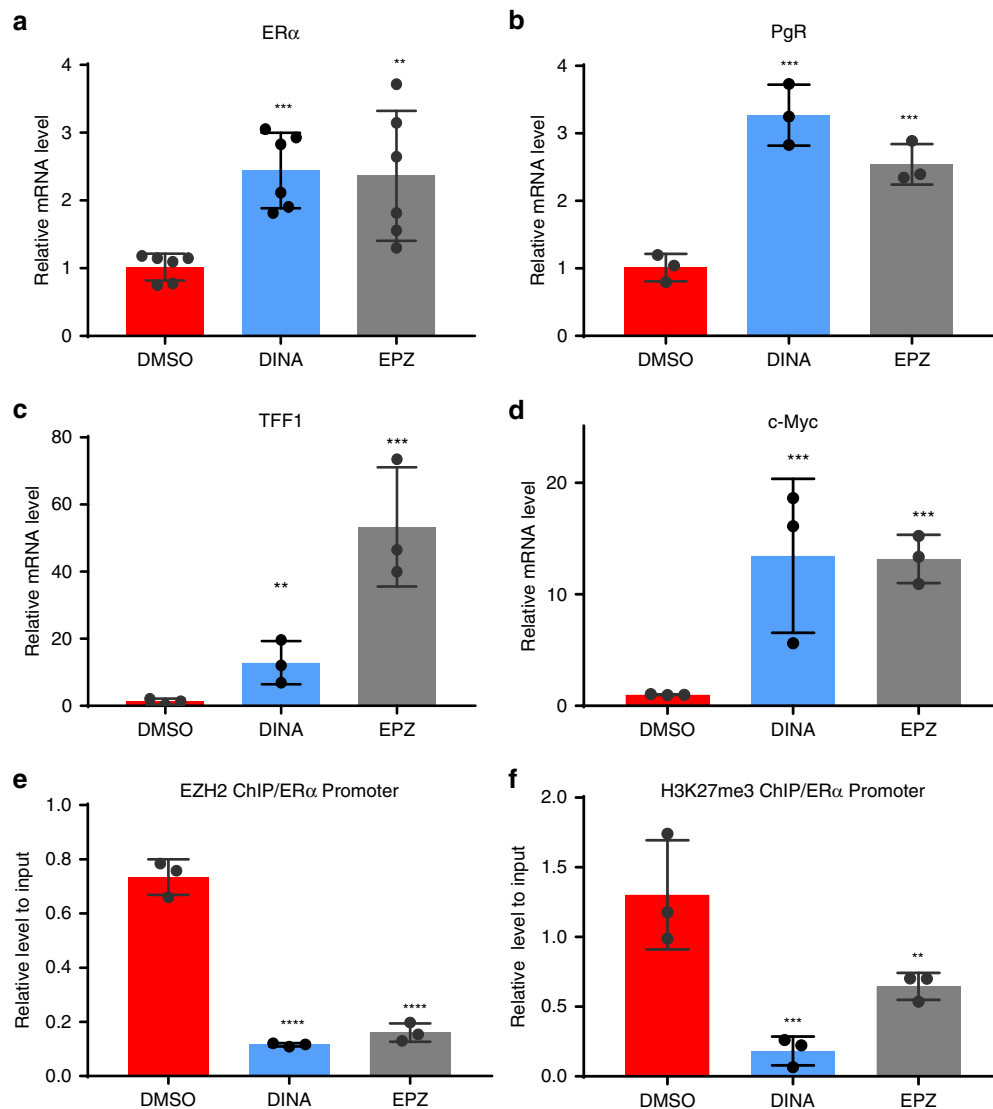 a
ERα
Relative mRNA level
4
3
2
1
0
***
**
DMSO
DINA
EPZ
b
PgR
Relative mRNA level
4
3
2
1
0
***
***
DMSO
DINA
EPZ
c
TFF1
Relative mRNA level
80
60
40
20
0
**
***
DMSO
DINA
EPZ
d
c-Myc
Relative mRNA level
20
10
0
***
***
DMSO
DINA
EPZ
e
EZH2 ChIP/ERα Promoter
Relative level to input
1.0
0.8
0.6
0.4
0.2
0.0
****
****
DMSO
DINA
EPZ
f
H3K27me3 ChIP/ERα Promoter
Relative level to input
2.0
1.5
1.0
0.5
0.0
***
**
DMSO
DINA
EPZ